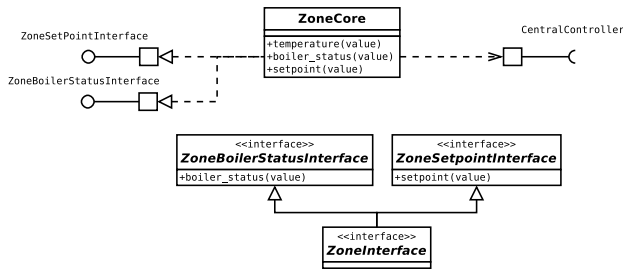 ZoneCore
CentralController
ZoneSetPointInterface
+temperature(value)
+boiler_status(value)
+setpoint(value)
ZoneBoilerStatusInterface
<<interface>>
ZoneBoilerStatusInterface
+boiler_status(value)
<<interface>>
ZoneSetpointInterface
+setpoint(value)
<<interface>>
ZoneInterface